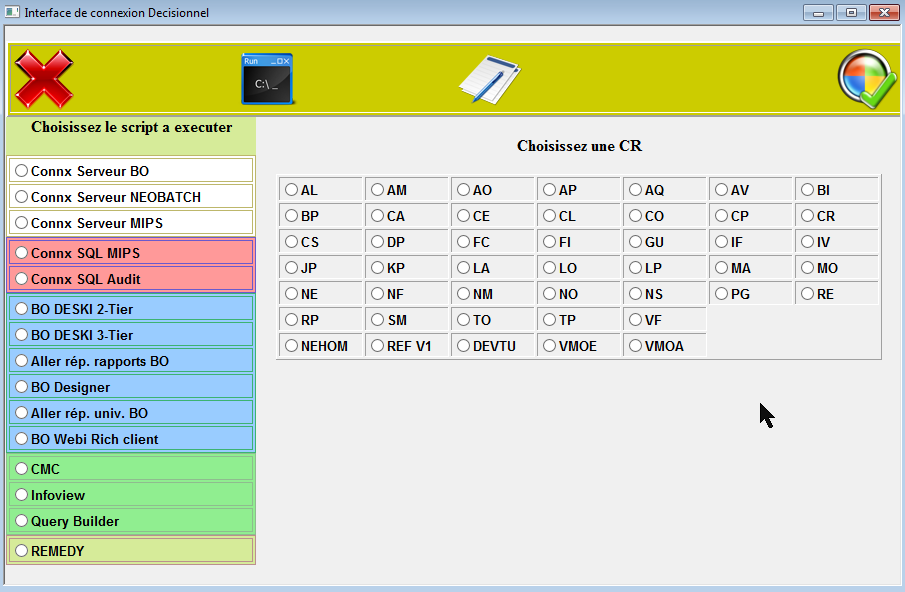 Interface de connexion Decisionnel
Run
C:\_
Choisissez le script a executer
Connx Serveur BO
Connx Serveur NEOBATCH
Connx Serveur MIPS
Connx SQL MIPS
Connx SQL Audit
BO DESKI 2-Tier
BO DESKI 3-Tier
Aller rép. rapports BO
BO Designer
Aller rép. univ. BO
BO Webi Rich client
CMC
Infoview
Query Builder
REMEDY
Choisissez une CR
AL AM AO AP AQ AV BI
BP CA CE CL CO CP CR
CS DP FC FI GU IF IV
JP KP LA LO LP MA MO
NE NF NM NO NS PG RE
RP SM TO TP VF
NEHOM REF V1 DEVTU VMOE VMOA